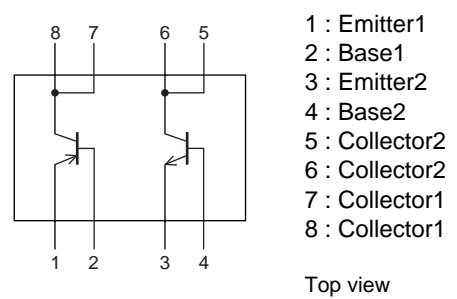 8 7 6 5
1 2 3 4
1 : Emitter1
2 : Base1
3 : Emitter2
4 : Base2
5 : Collector2
6 : Collector2
7 : Collector1
8 : Collector1
Top view